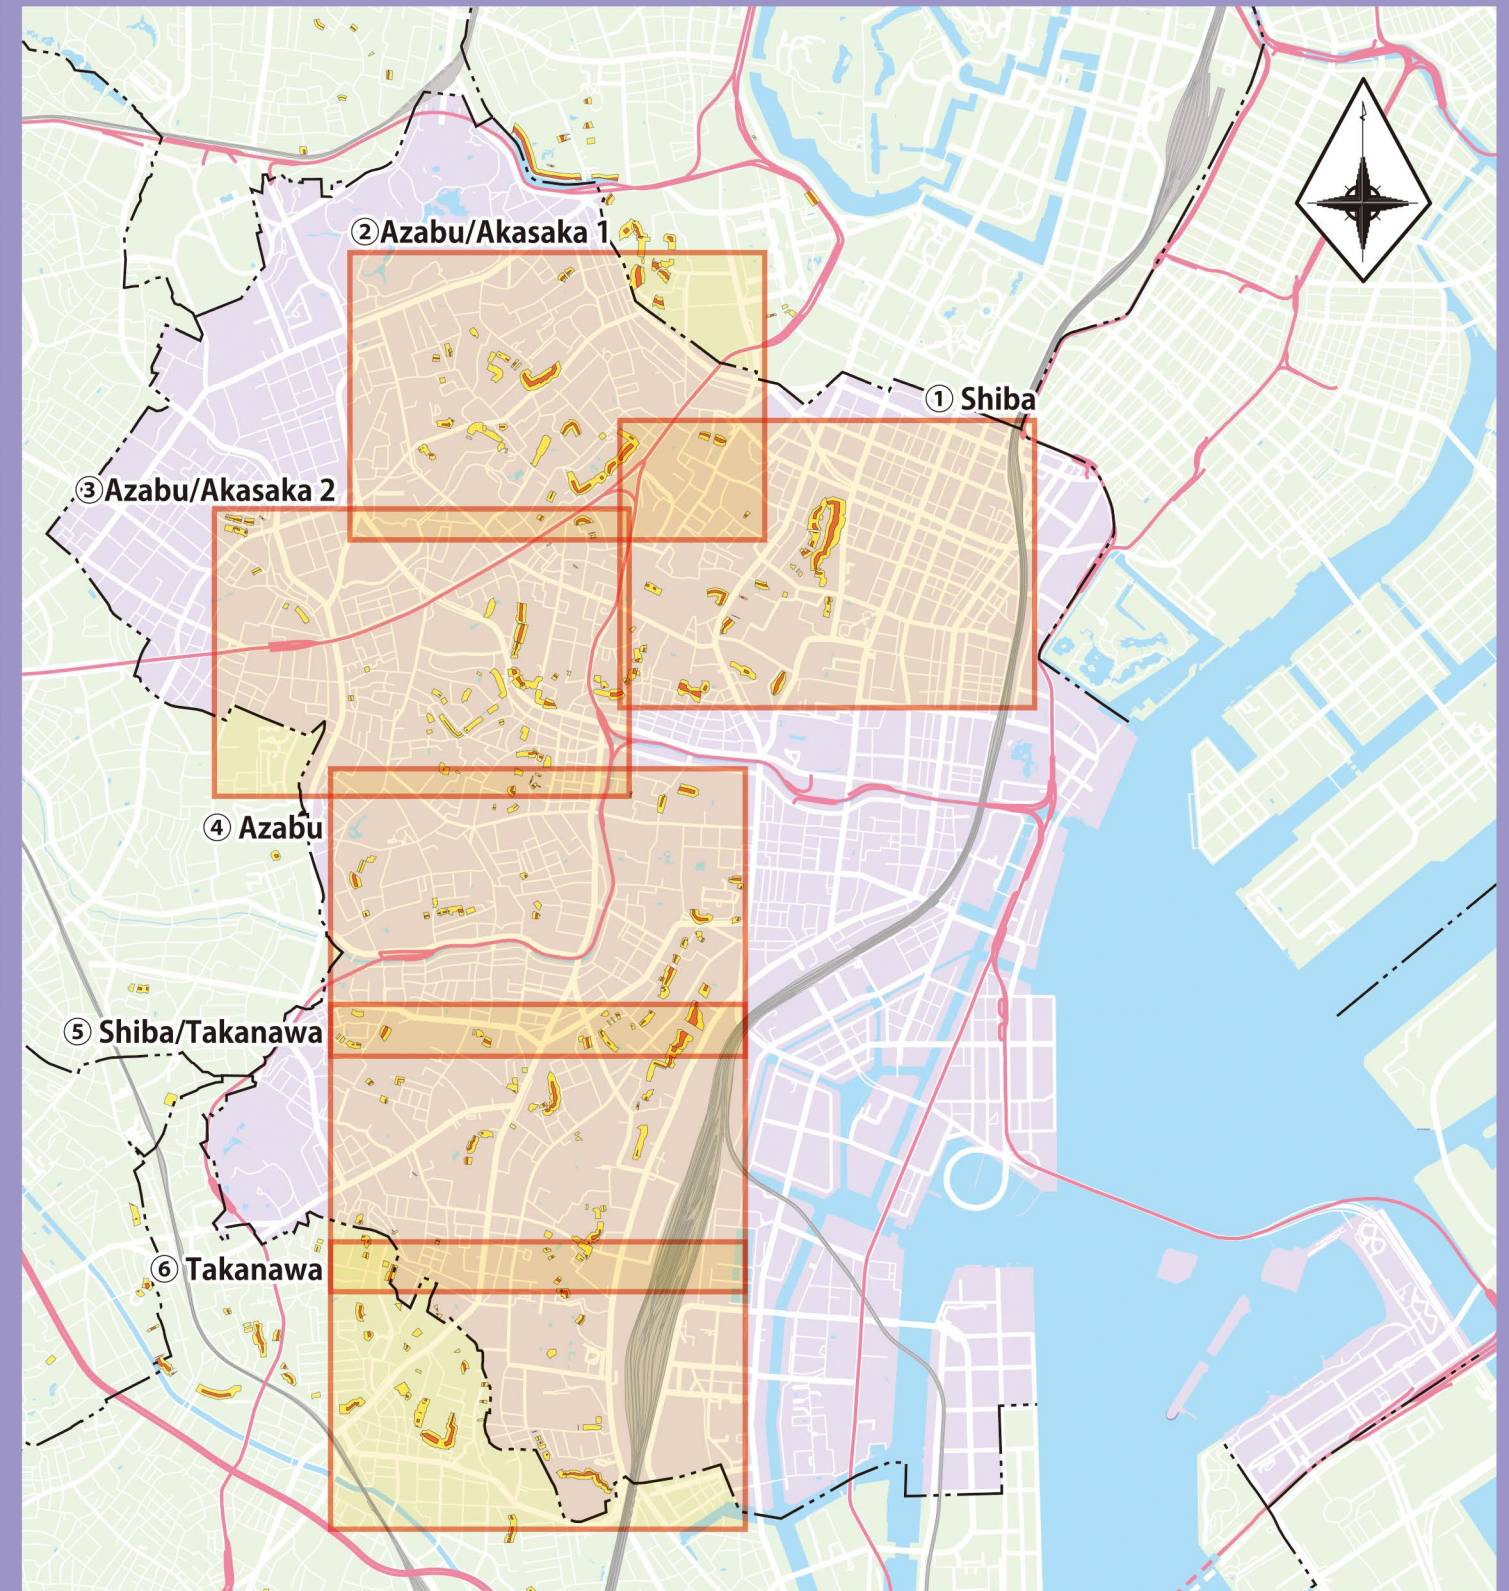 ②Azabu/Akasaka 1
① Shiba
③Azabu/Akasaka 2
④ Azabu
⑤ Shiba/Takanawa
⑥ Takanawa